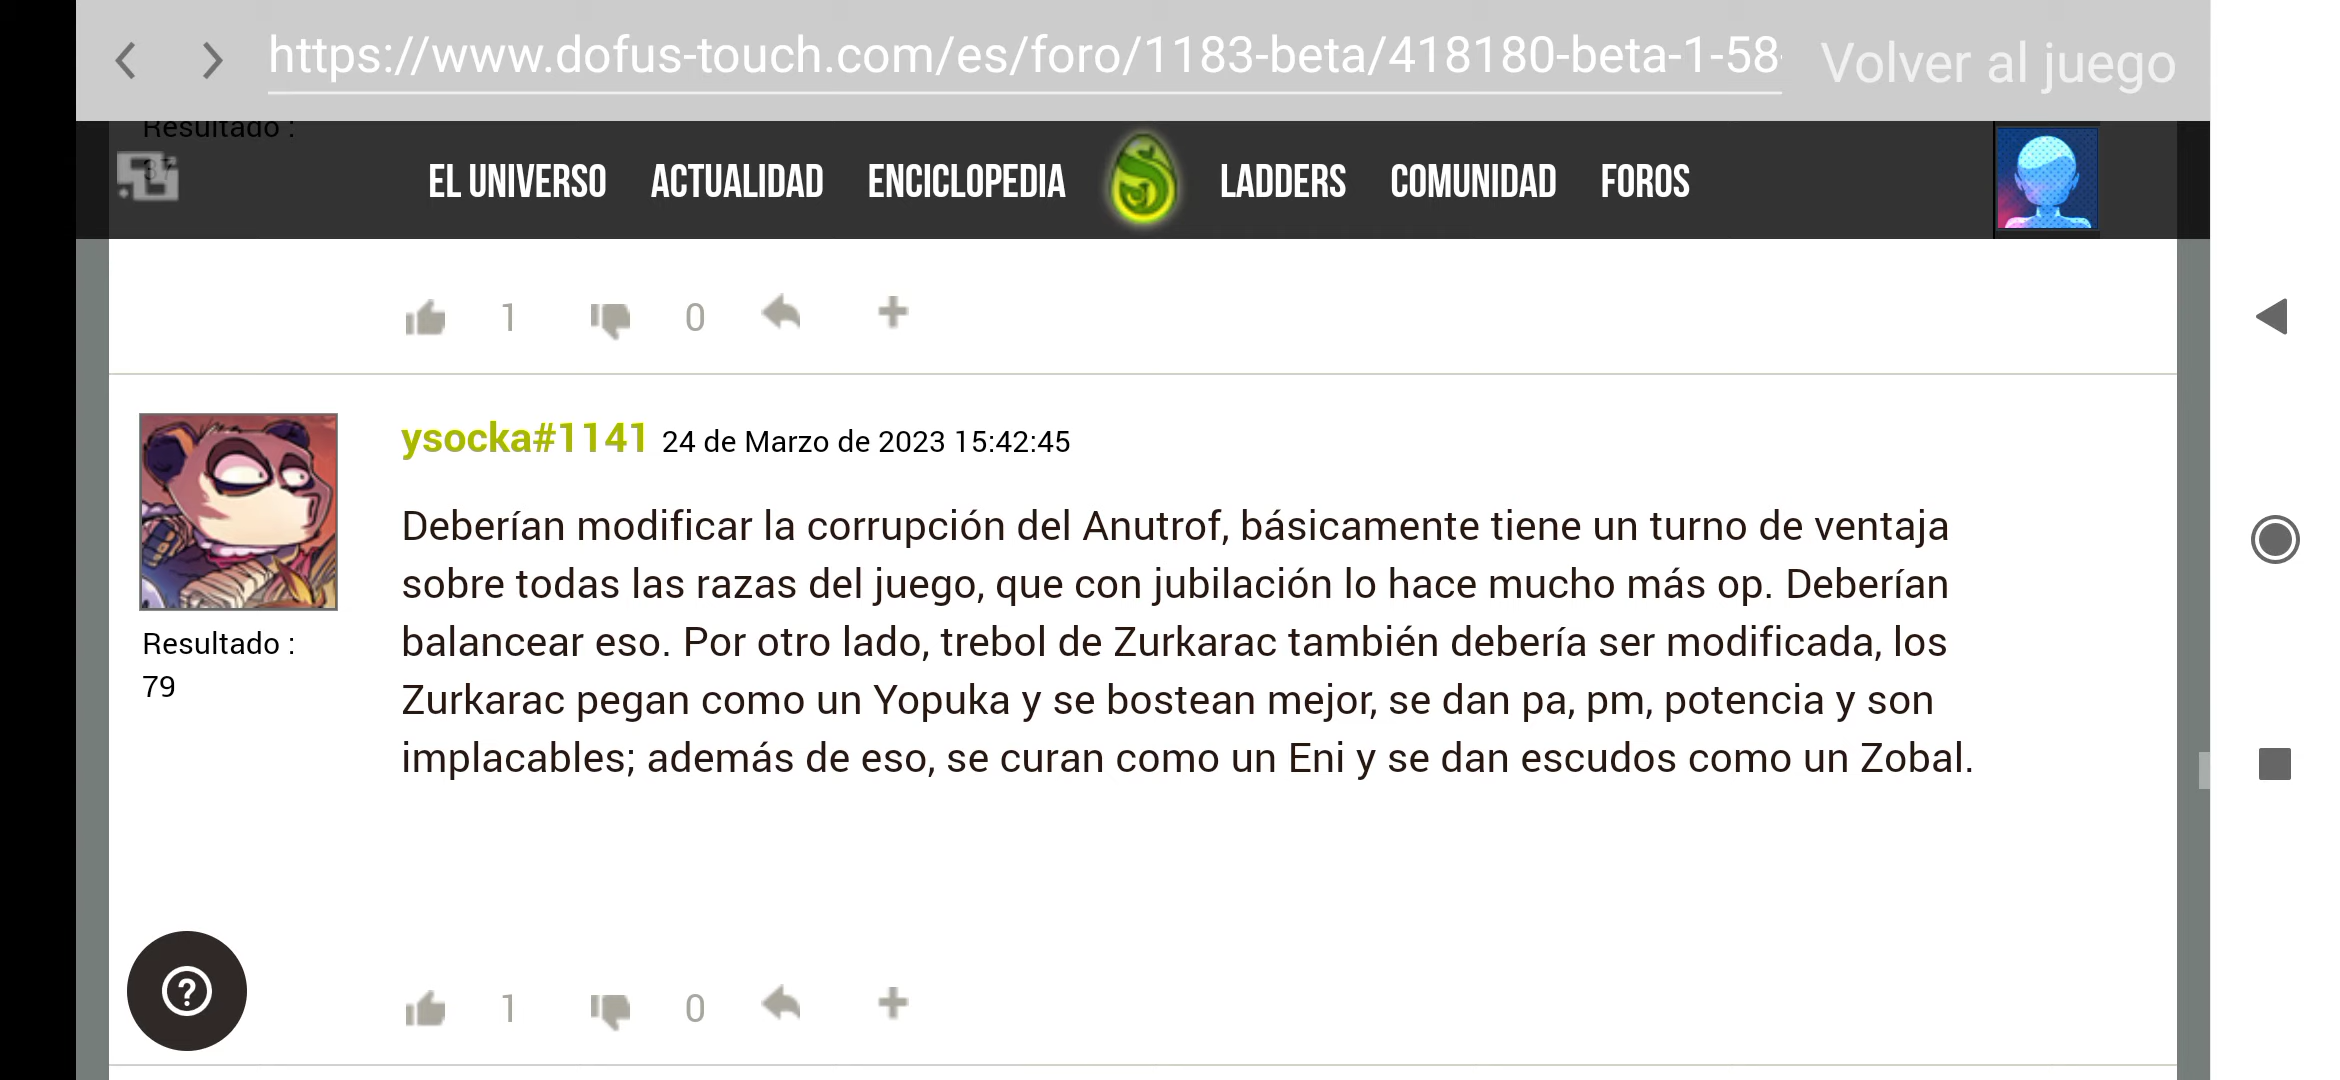 https://www.dofus-touch.com/es/foro/1183-beta/418180-beta-1-58
Volver al juego
Resultado :
37
EL UNIVERSO ACTUALIDAD ENCICLOPEDIA LADDERS COMUNIDAD FOROS
1 0
ysocka#1141 24 de Marzo de 2023 15:42:45
Deberían modificar la corrupción del Anutrof, básicamente tiene un turno de ventaja
sobre todas las razas del juego, que con jubilación lo hace mucho más op. Deberían
balancear eso. Por otro lado, trebol de Zurkarac también debería ser modificada, los
Zurkarac pegan como un Yopuka y se bostean mejor, se dan pa, pm, potencia y son
implacables; además de eso, se curan como un Eni y se dan escudos como un Zobal.
Resultado :
79
1 0